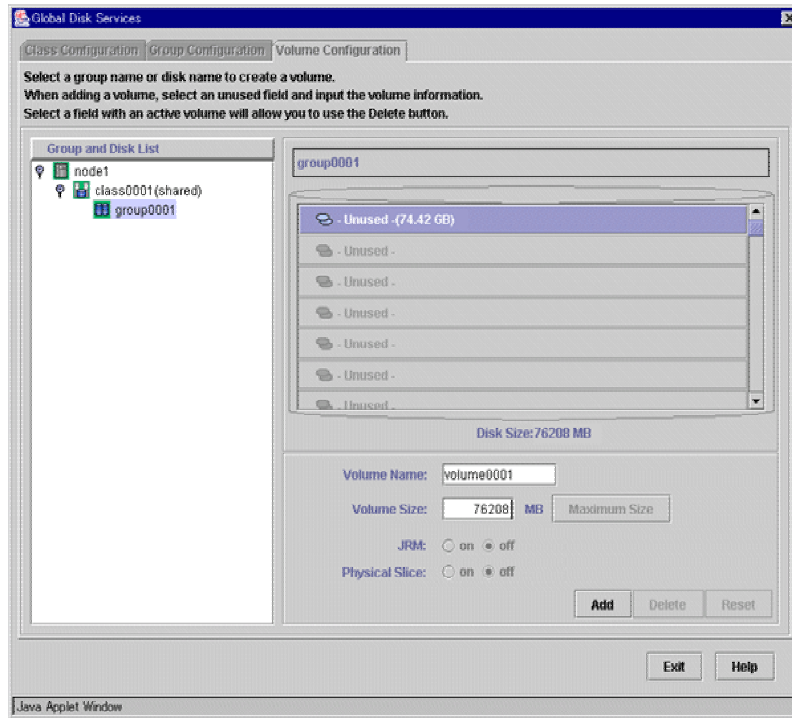 Global Disk Services
Class Configuration Group Configuration Volume Configuration
Select a group name or disk name to create a volume.
When adding a volume, select an unused field and input the volume information.
Select a field with an active volume will allow you to use the Delete button.
Group and Disk List
node1
class0001(shared)
group0001
group0001
- Unused -(74.42 GB)
- Unused -
- Unused -
- Unused -
- Unused -
- Unused -
- Unused -
Disk Size:76208 MB
Volume Name: volume0001
Volume Size: 76208 MB Maximum Size
JRM: on off
Physical Slice: on off
Add Delete Reset
Exit Help
Java Applet Window